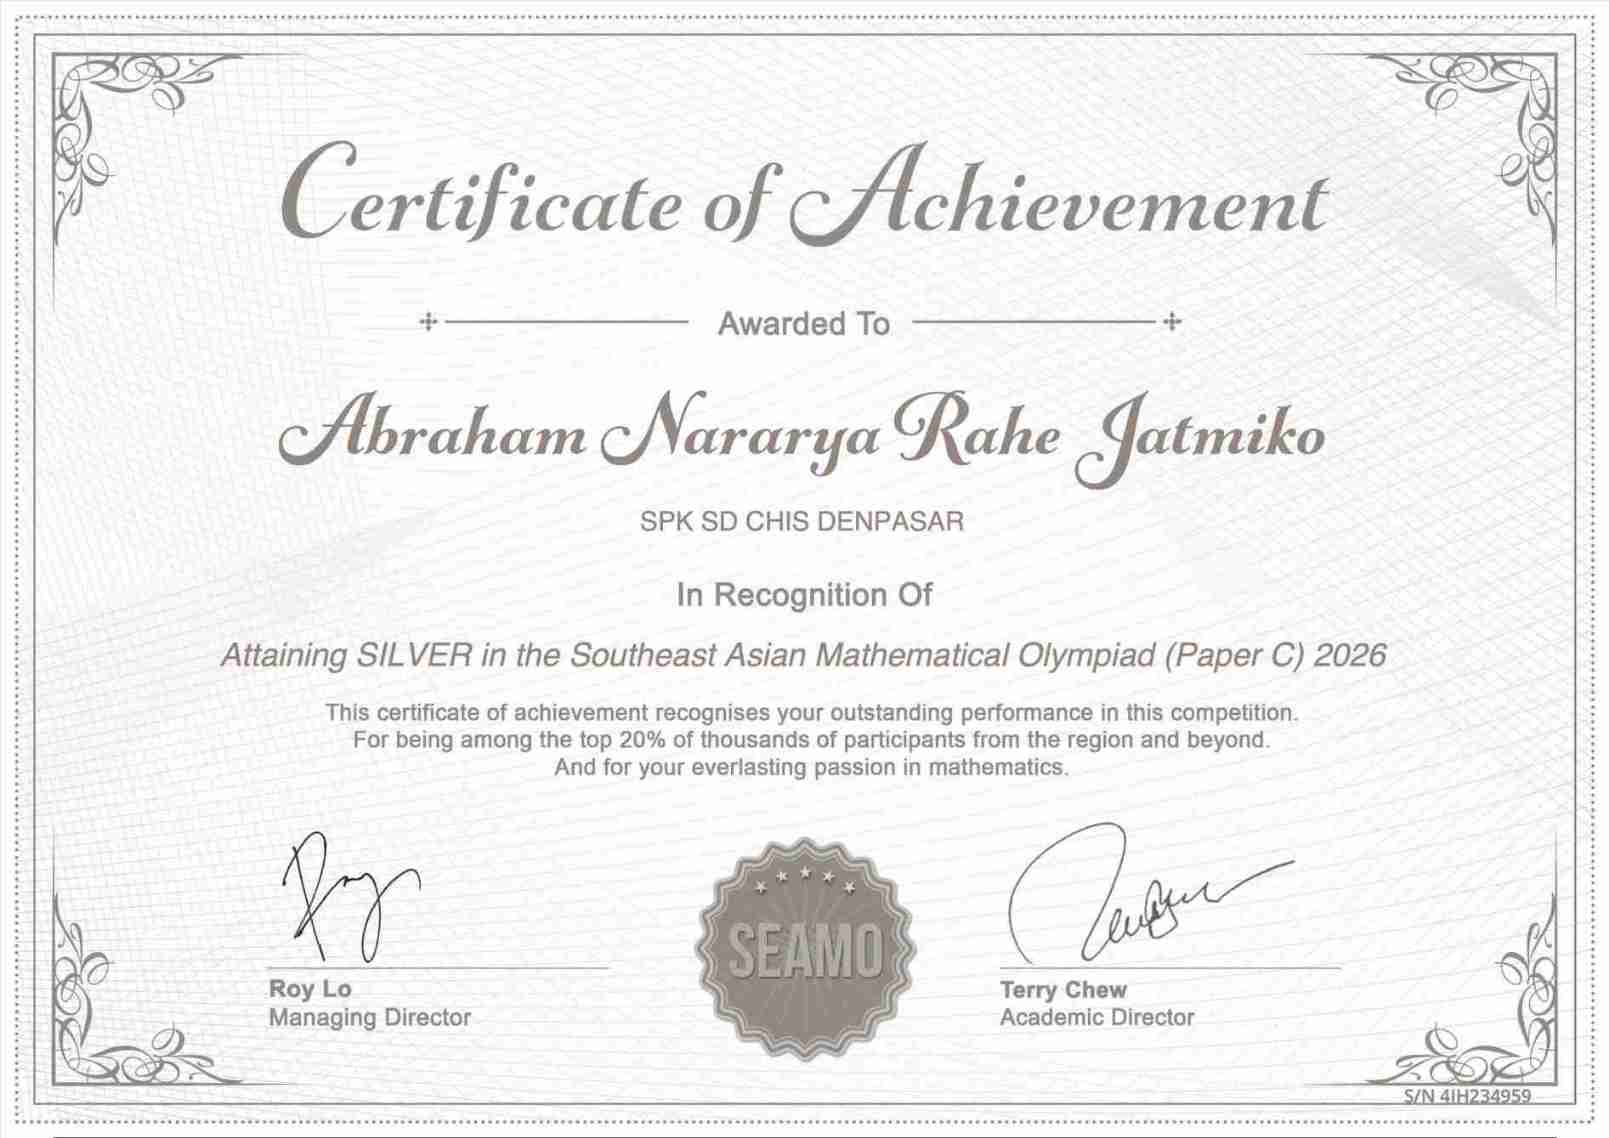 Certificate of Achievement
Awarded To
Abraham Nararya Rahe Jatmiko
SPK SD CHIS DENPASAR
In Recognition Of
Attaining SILVER in the Southeast Asian Mathematical Olympiad (Paper C) 2026
This certificate of achievement recognises your outstanding performance in this competition.
For being among the top 20% of thousands of participants from the region and beyond.
And for your everlasting passion in mathematics.
SEAMO
Roy Lo
Managing Director
Terry Chew
Academic Director
S/N 4IH234959